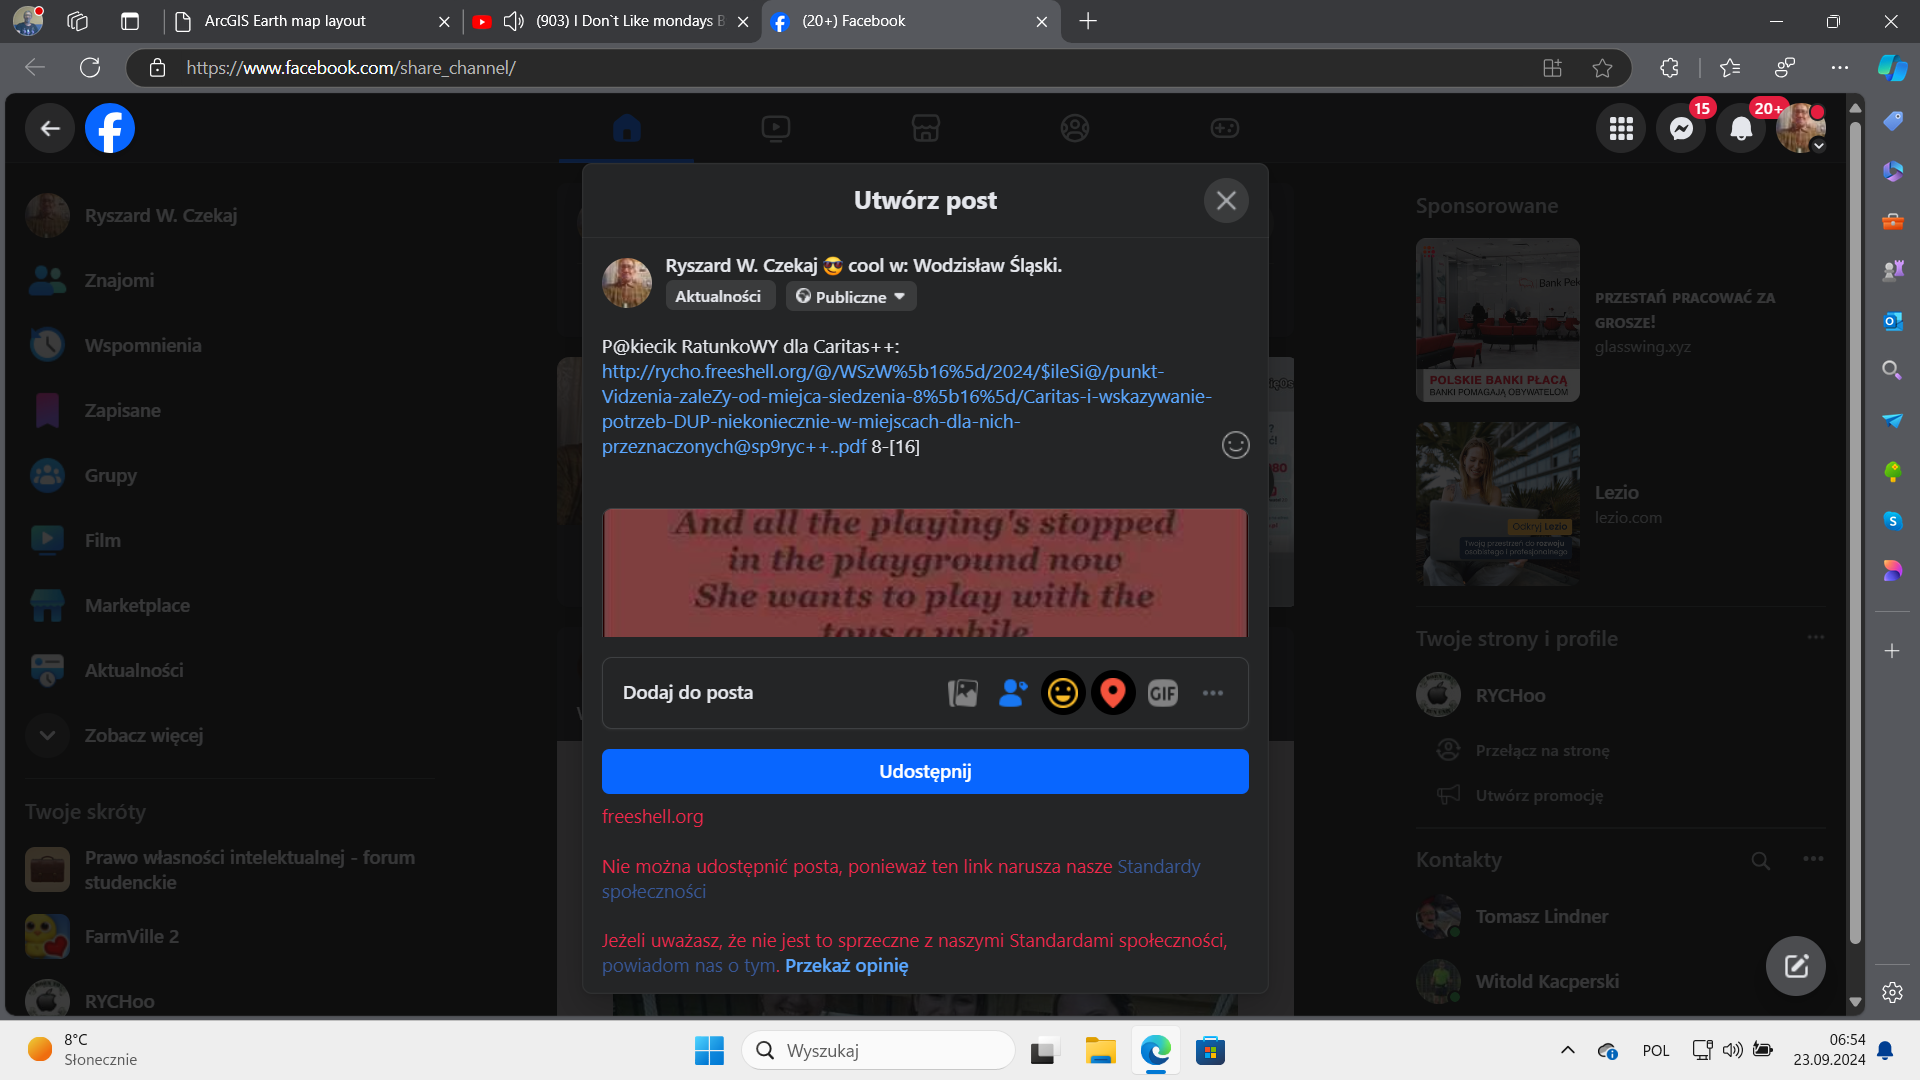 ArcGIS Earth map layout
(903) I Don`t Like mondays B
(20+) Facebook
https://www.facebook.com/share_channel/
15
20+
Utwórz post
Ryszard W. Czekaj 😎 cool w: Wodzisław Śląski.
Aktualności
Publiczne
P@kiecik RatunkoWY dla Caritas++:
http://rycho.freeshell.org/@/WSzW%5b16%5d/2024/$ileSi@/punkt-
Vidzenia-zaleZy-od-miejca-siedzenia-8%5b16%5d/Caritas-i-wskazywanie-
potrzeb-DUP-niekoniecznie-w-miejscach-dla-nich-
przeznaczonych@sp9ryc++..pdf 8-[16]
And all the playing's stopped
in the playground now
She wants to play with the
toys a while
Dodaj do posta
GIF
Udostępnij
freeshell.org
Nie można udostępnić posta, ponieważ ten link narusza nasze Standardy
społeczności
Jeżeli uważasz, że nie jest to sprzeczne z naszymi Standardami społeczności,
powiadom nas o tym. Przekaż opinię
Ryszard W. Czekaj
Znajomi
Wspomnienia
Zapisane
Grupy
Film
Marketplace
Aktualności
Zobacz więcej
Twoje skróty
Prawo własności intelektualnej - forum
studenckie
FarmVille 2
RYCHoo
Sponsorowane
Bank Pek
POLSKIE BANKI PŁACĄ
BANKI POMAGAJĄ OBYWATELOM
PRZESTAŃ PRACOWAĆ ZA
GROSZE!
glasswing.xyz
Odkryj Lezio
Twoją przestrzeń do rozwoju
osobistego i profesjonalnego
Lezio
lezio.com
Twoje strony i profile
RYCHoo
Przełącz na stronę
Utwórz promocję
Kontakty
Tomasz Lindner
Witold Kacperski
8°C
Słonecznie
Wyszukaj
POL
06:54
23.09.2024